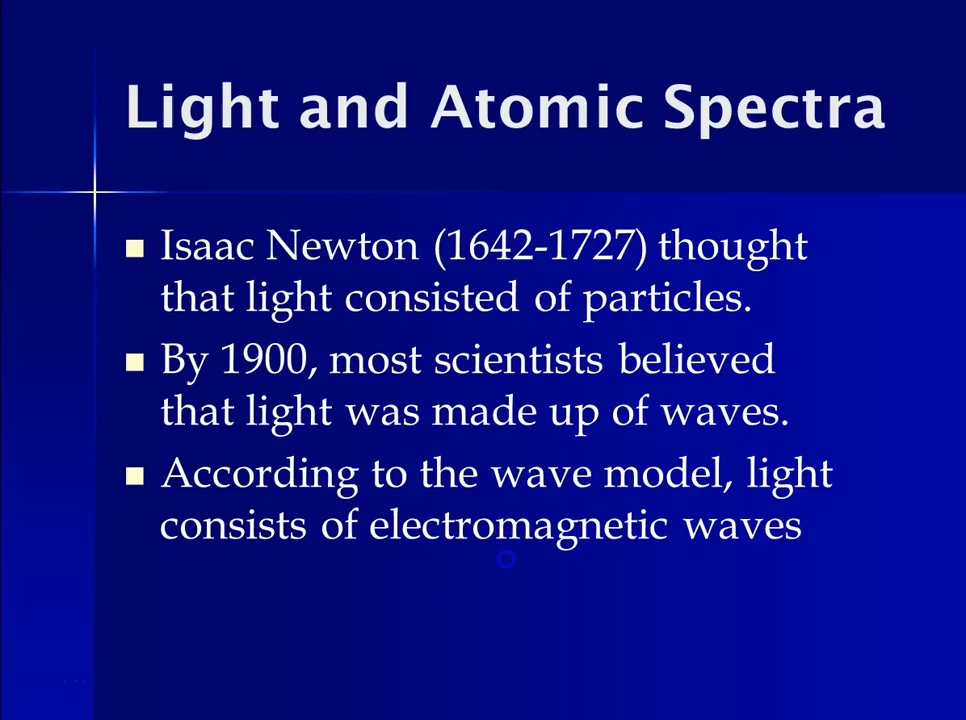 Light and Atomic Spectra
Isaac Newton (1642-1727) thought
that light consisted of particles.
By 1900, most scientists believed
that light was made up of waves.
According to the wave model, light
consists of electromagnetic waves